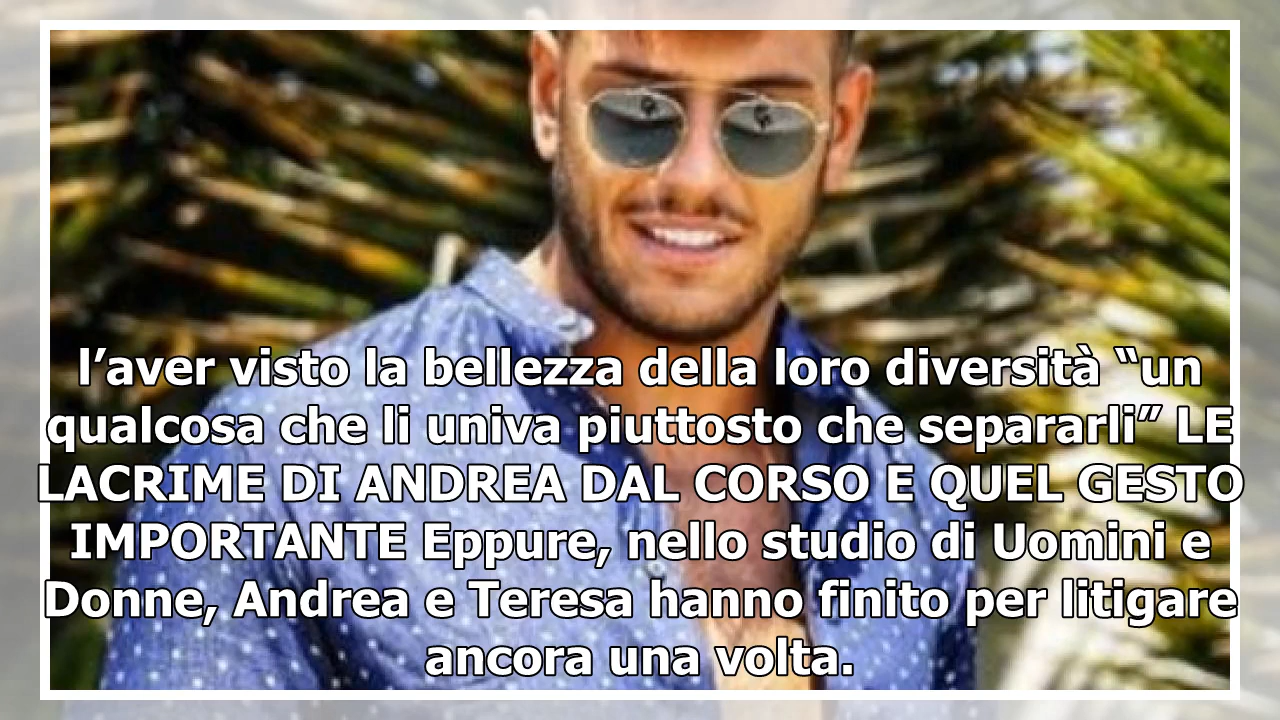 l’aver visto la bellezza della loro diversità “un
qualcosa che li univa piuttosto che separarli” LE
LACRIME DI ANDREA DAL CORSO E QUEL GESTO
IMPORTANTE Eppure, nello studio di Uomini e
Donne, Andrea e Teresa hanno finito per litigare
ancora una volta.